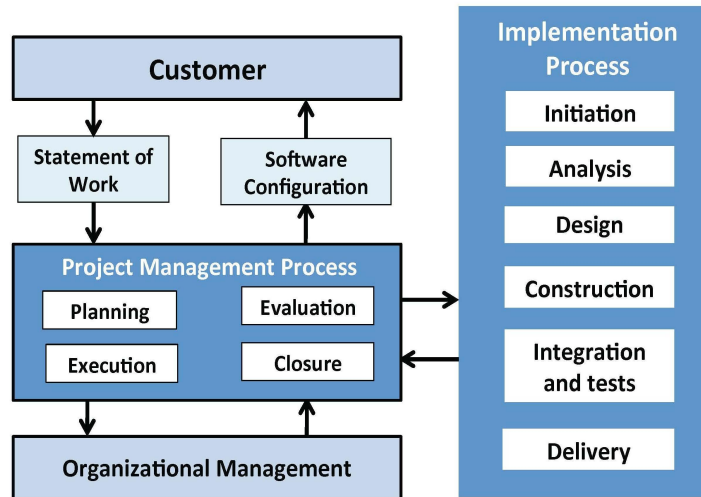 Customer
Statement of
Work
Software
Configuration
Project Management Process
Planning
Evaluation
Execution
Closure
Organizational Management
Implementation
Process
Initiation
Analysis
Design
Construction
Integration
and tests
Delivery